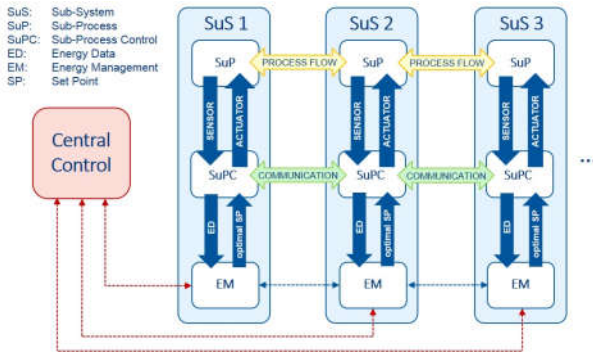 SuS: Sub-System
SuP: Sub-Process
SuPC: Sub-Process Control
ED: Energy Data
EM: Energy Management
SP: Set Point
SuS 1
SuS 2
SuS 3
SuP
PROCESS FLOW
SuP
PROCESS FLOW
SuP
SENSOR
ACTUATOR
SENSOR
ACTUATOR
SENSOR
ACTUATOR
Central
Control
SuPC
COMMUNICATION
SuPC
COMMUNICATION
SuPC
...
ED
optimal SP
ED
optimal SP
ED
optimal SP
EM
EM
EM